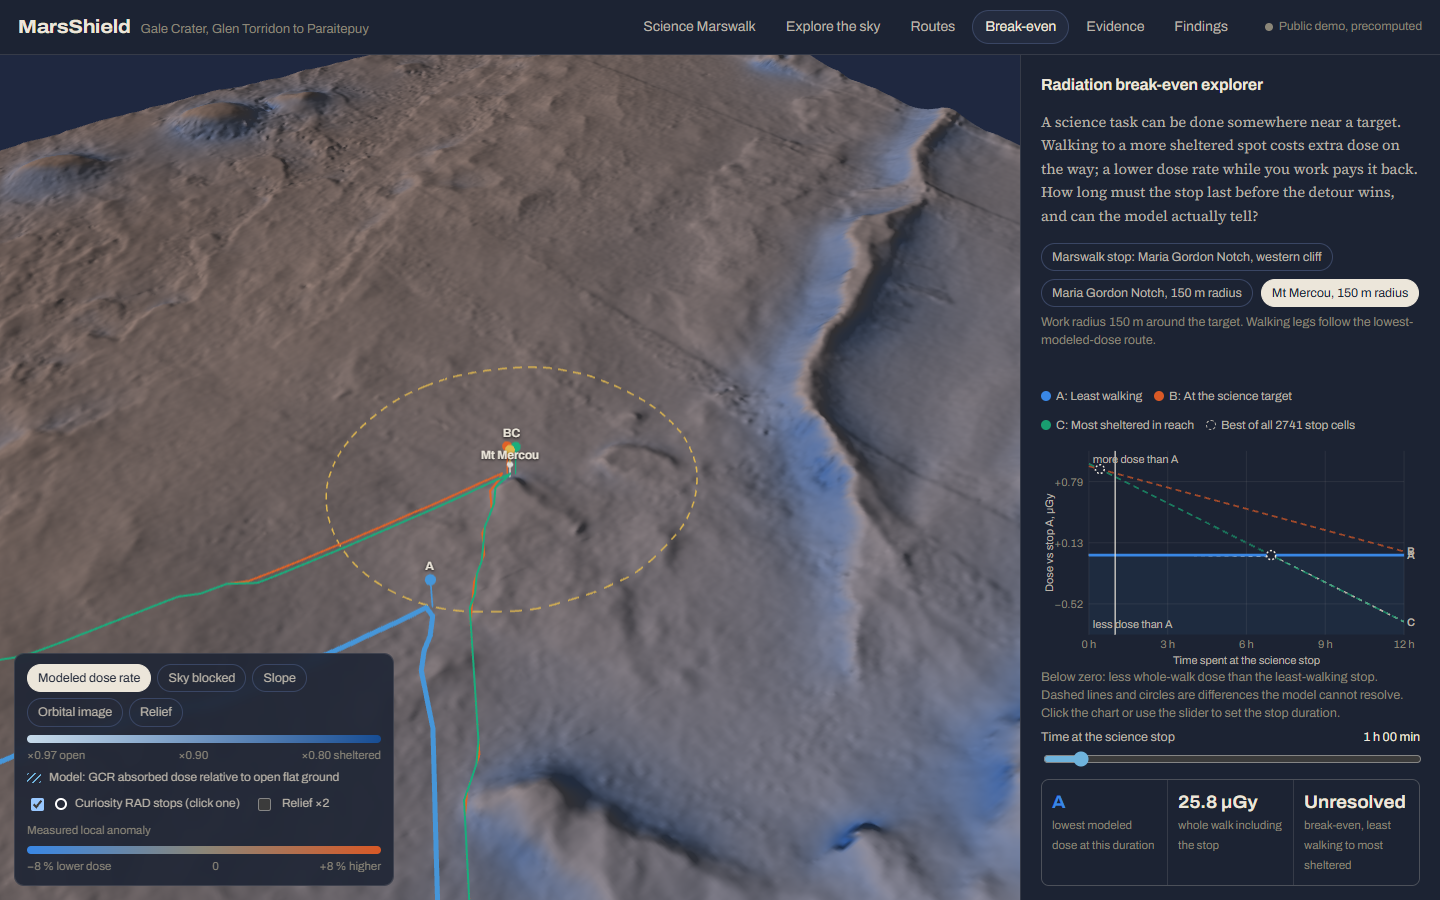 MarsShield Gale Crater, Glen Torridon to Paraitepuy
Science Marswalk Explore the sky Routes Break-even Evidence Findings Public demo, precomputed
BC
Mt Mercou
A
Modeled dose rate Sky blocked Slope
Orbital image Relief
×0.97 open ×0.90 ×0.80 sheltered
Model: GCR absorbed dose relative to open flat ground
Curiosity RAD stops (click one) Relief ×2
Measured local anomaly
−8 % lower dose 0 +8 % higher
Radiation break-even explorer
A science task can be done somewhere near a target.
Walking to a more sheltered spot costs extra dose on
the way; a lower dose rate while you work pays it back.
How long must the stop last before the detour wins,
and can the model actually tell?
Marswalk stop: Maria Gordon Notch, western cliff
Maria Gordon Notch, 150 m radius Mt Mercou, 150 m radius
Work radius 150 m around the target. Walking legs follow the lowest-
modeled-dose route.
A: Least walking B: At the science target
C: Most sheltered in reach Best of all 2741 stop cells
more dose than A
+0.79
+0.13
−0.52
Dose vs stop A, µGy
B
A
C
less dose than A
0 h 3 h 6 h 9 h 12 h
Time spent at the science stop
Below zero: less whole-walk dose than the least-walking stop.
Dashed lines and circles are differences the model cannot resolve.
Click the chart or use the slider to set the stop duration.
Time at the science stop 1 h 00 min
A 25.8 µGy Unresolved
lowest modeled whole walk including break-even, least
dose at this duration the stop walking to most
sheltered